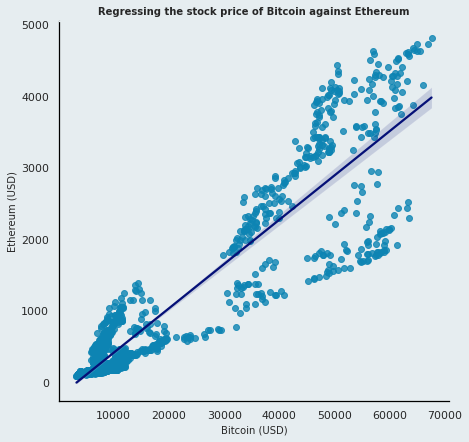 Regressing the stock price of Bitcoin against Ethereum
5000
4000
3000
2000
1000
0
Ethereum (USD)
10000 20000 30000 40000 50000 60000 70000
Bitcoin (USD)